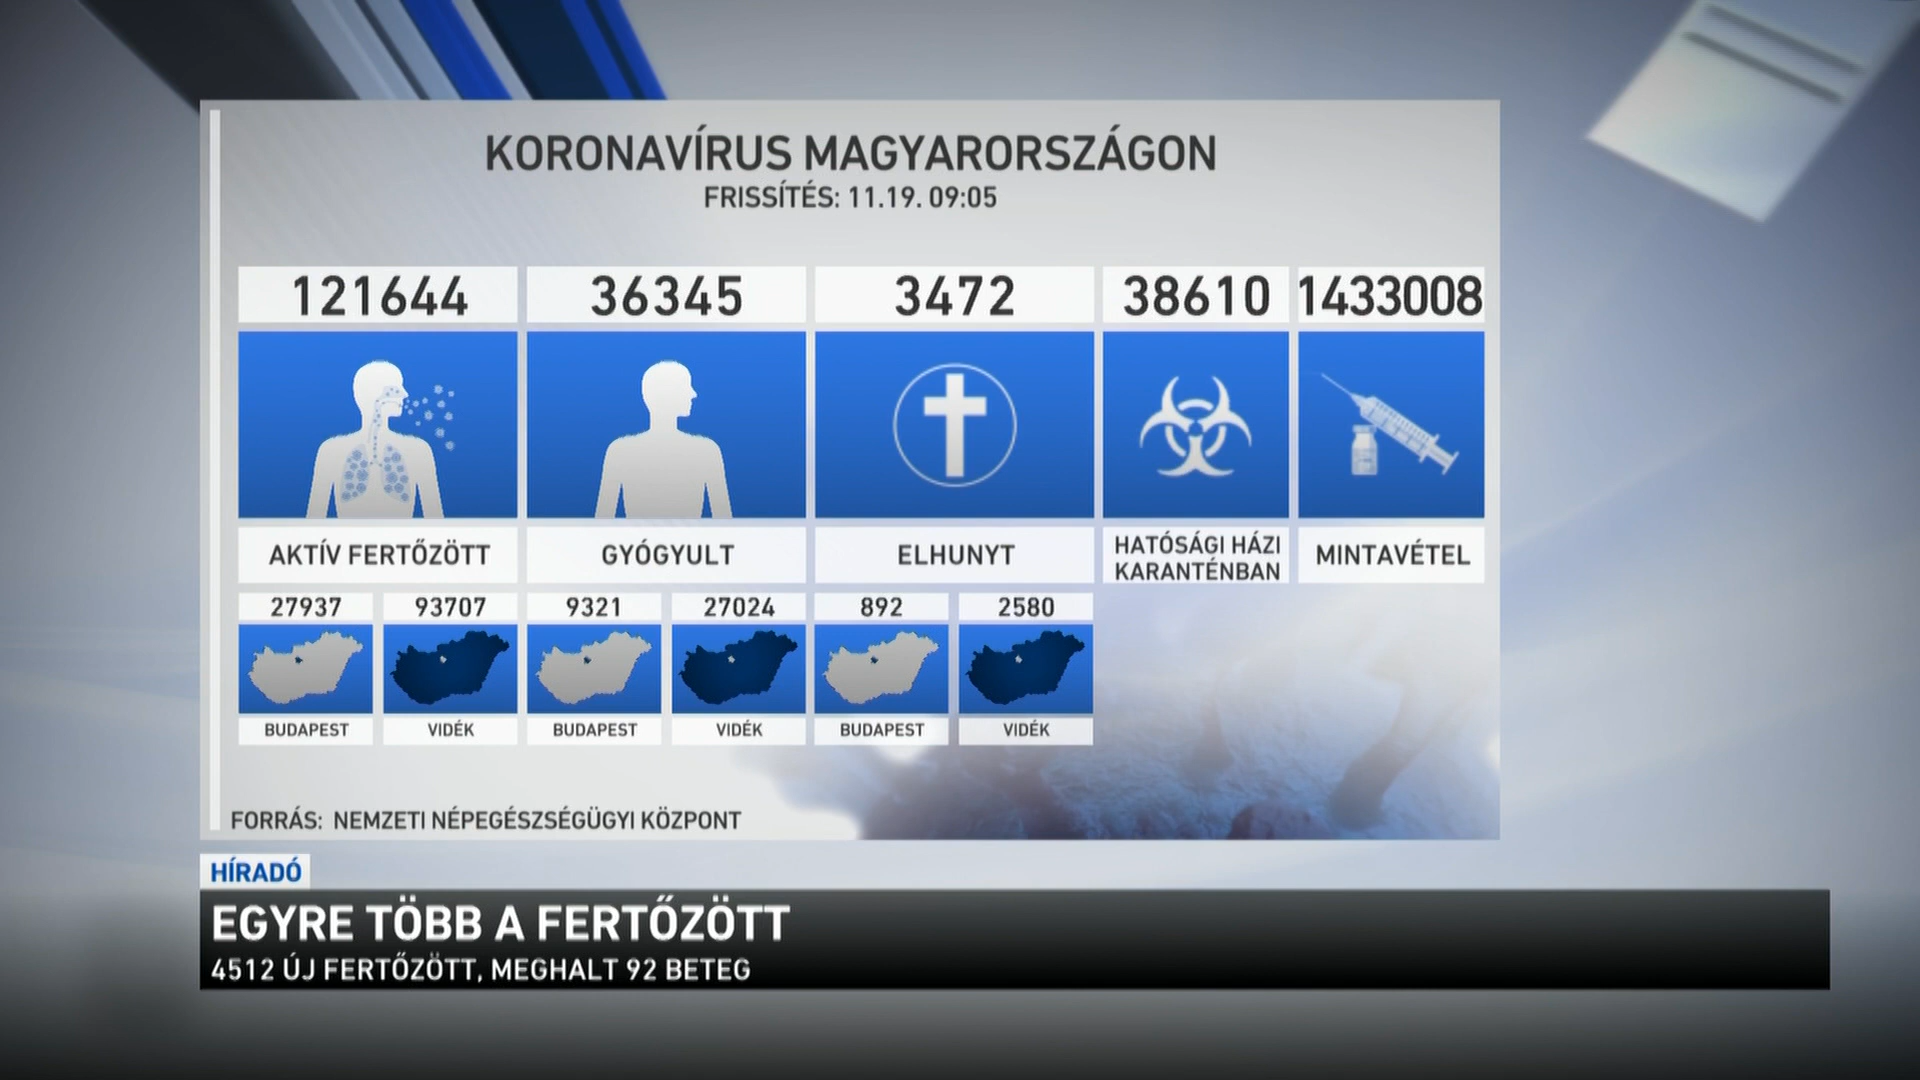 KORONAVÍRUS MAGYARORSZÁGON
FRISSÍTÉS: 11.19. 09:05
121644
36345
3472
38610
1433008
AKTÍV FERTŐZÖTT
GYÓGYULT
ELHUNYT
HATÓSÁGI HÁZI
KARANTÉNBAN
MINTAVÉTEL
27937
93707
9321
27024
892
2580
BUDAPEST
VIDÉK
BUDAPEST
VIDÉK
BUDAPEST
VIDÉK
FORRÁS: NEMZETI NÉPEGÉSZSÉGÜGYI KÖZPONT
HÍRADÓ
EGYRE TÖBB A FERTŐZÖTT
4512 ÚJ FERTŐZÖTT, MEGHALT 92 BETEG